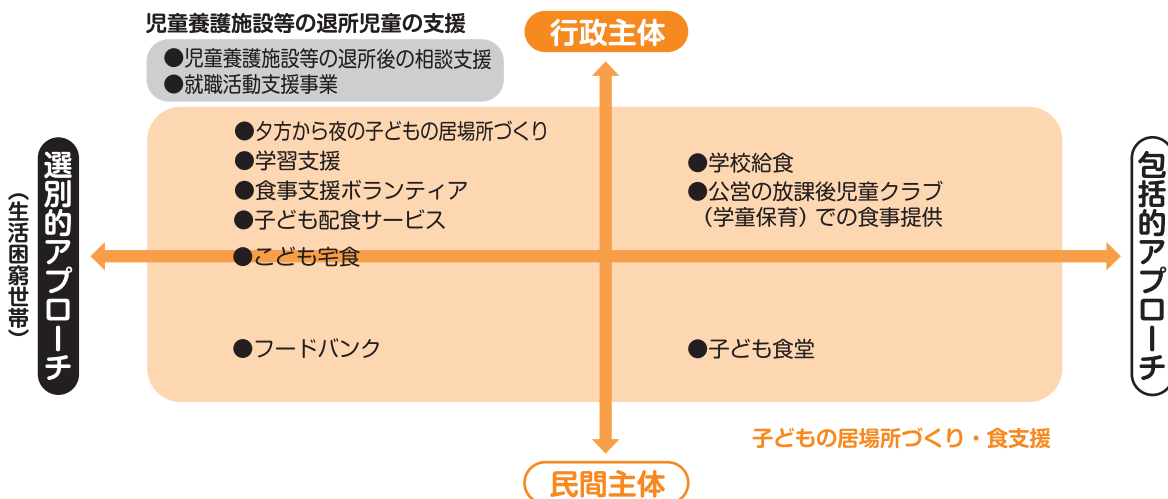 児童養護施設等の退所児童の支援
●児童養護施設等の退所後の相談支援
●就職活動支援事業
行政主体
選別的アプローチ
(生活困窮世帯)
●夕方から夜の子どもの居場所づくり
●学習支援
●食事支援ボランティア
●子ども配食サービス
●こども宅食
●フードバンク
●学校給食
●公営の放課後児童クラブ
(学童保育)での食事提供
●子ども食堂
包括的アプローチ
子どもの居場所づくり・食支援
民間主体